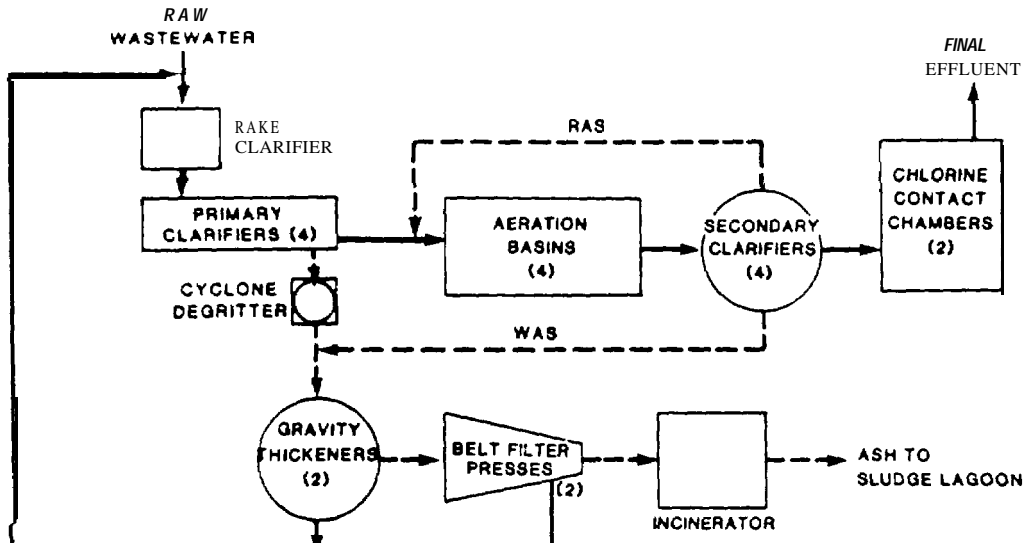 RAW
WASTEWATER
FINAL
EFFLUENT
RAKE
CLARIFIER
RAS
PRIMARY
CLARIFIERS (4)
AERATION
BASINS
(4)
SECONDARY
CLARIFIERS
(4)
CHLORINE
CONTACT
CHAMBERS
(2)
CYCLONE
DEGRITTER
WAS
GRAVITY
THICKENERS
(2)
BELT FILTER
PRESSES
(2)
INCINERATOR
ASH TO
SLUDGE LAGOON